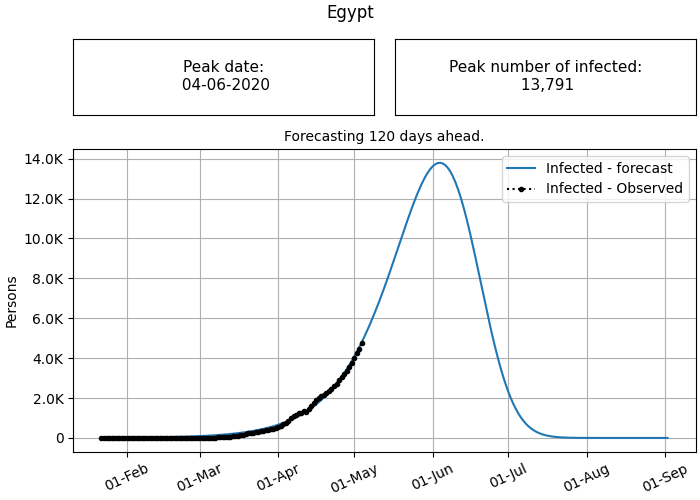 Egypt
Peak date:
04-06-2020
Peak number of infected:
13,791
Forecasting 120 days ahead.
14.0K
12.0K
10.0K
8.0K
6.0K
4.0K
2.0K
0
Persons
Infected - forecast
Infected - Observed
01-Feb
01-Mar
01-Apr
01-May
01-Jun
01-Jul
01-Aug
01-Sep